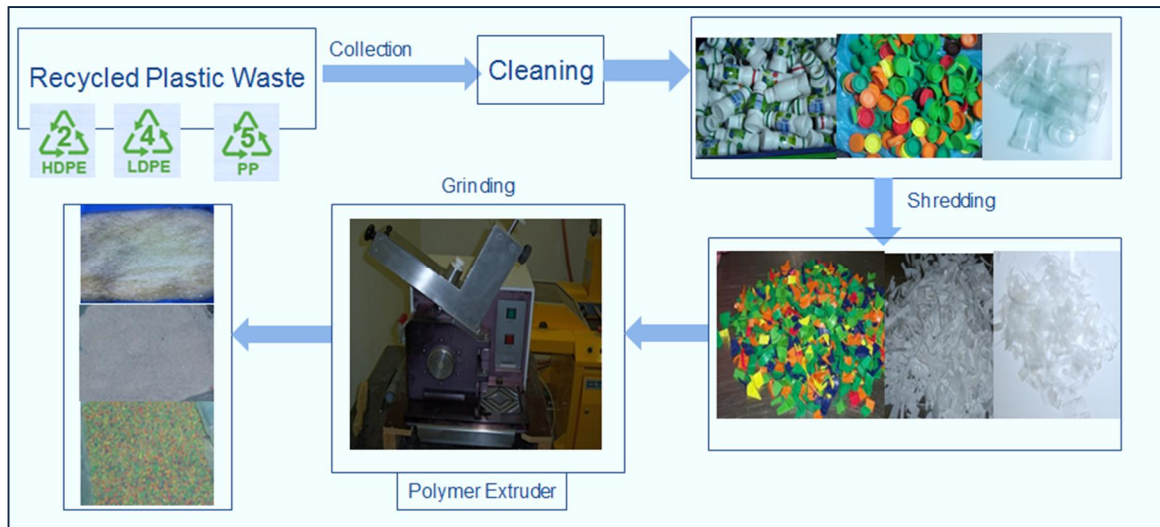 Recycled Plastic Waste
2
HDPE
4
LDPE
5
PP
Collection
Cleaning
Shredding
Grinding
Polymer Extruder